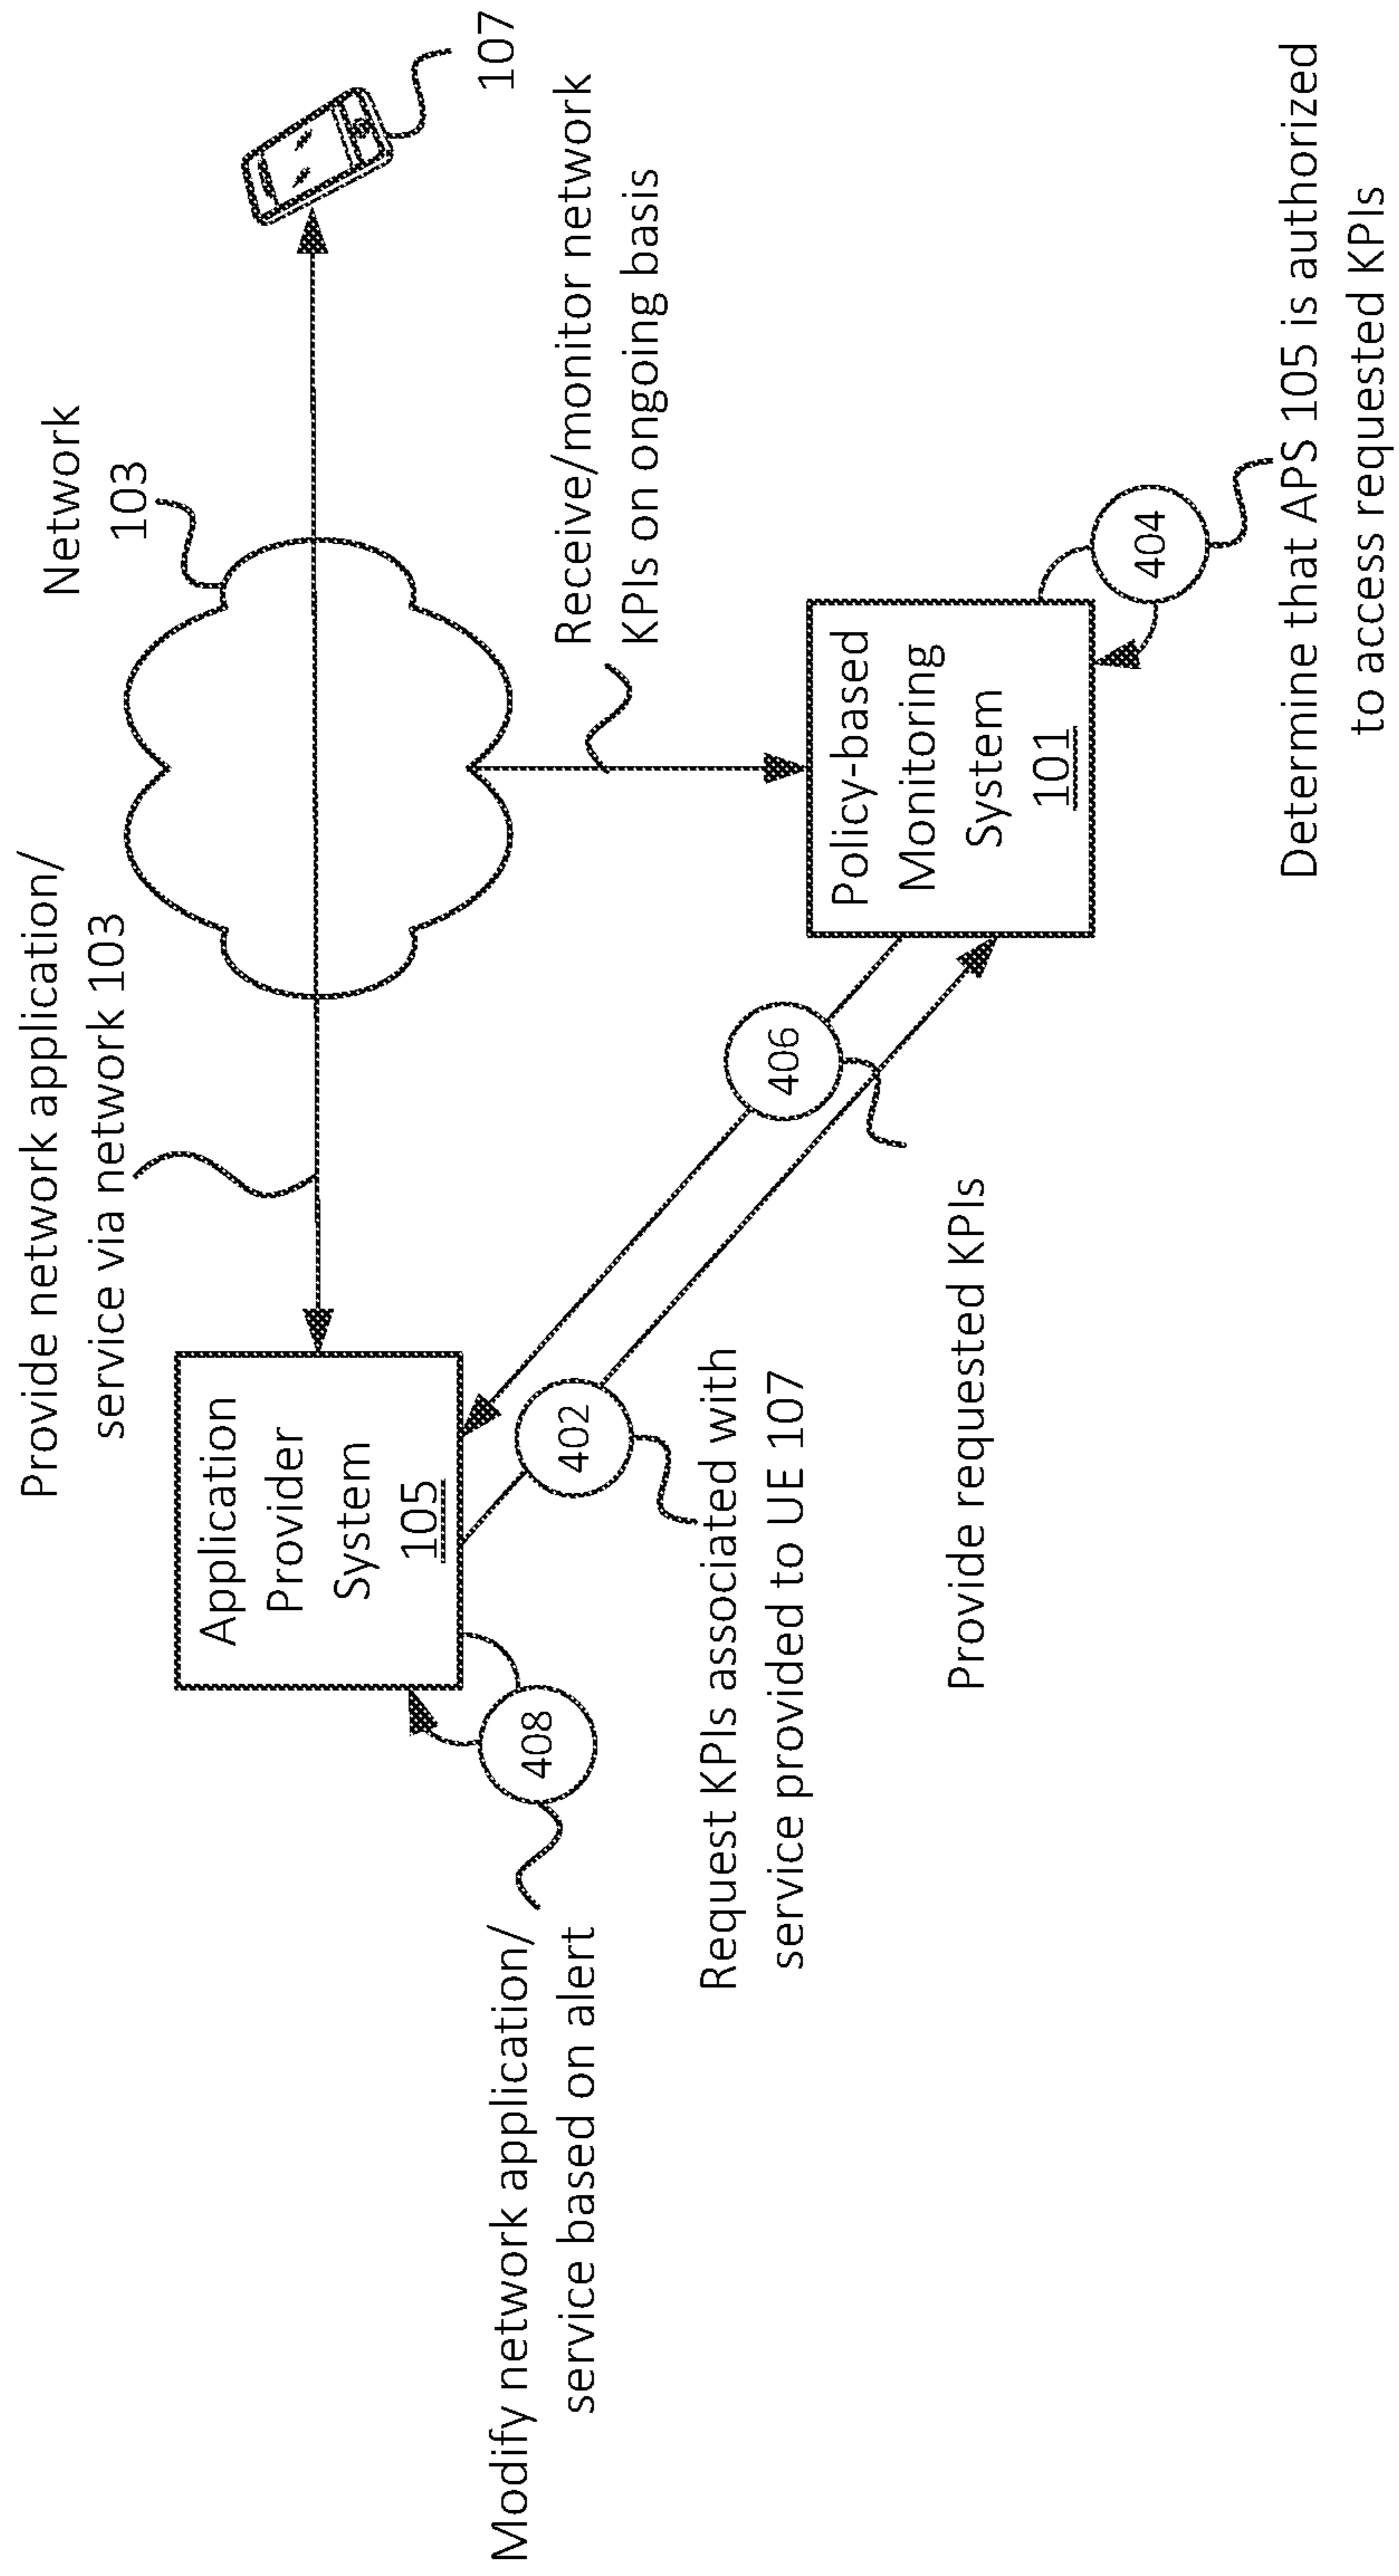 Provide network application/
service via network 103
Network
103
107
Application
Provider
System
105
Receive/monitor network
KPIs on ongoing basis
408
Modify network application/
service based on alert
402
Request KPIs associated with
service provided to UE 107
406
Provide requested KPIs
Policy-based
Monitoring
System
101
404
Determine that APS 105 is authorized
to access requested KPIs